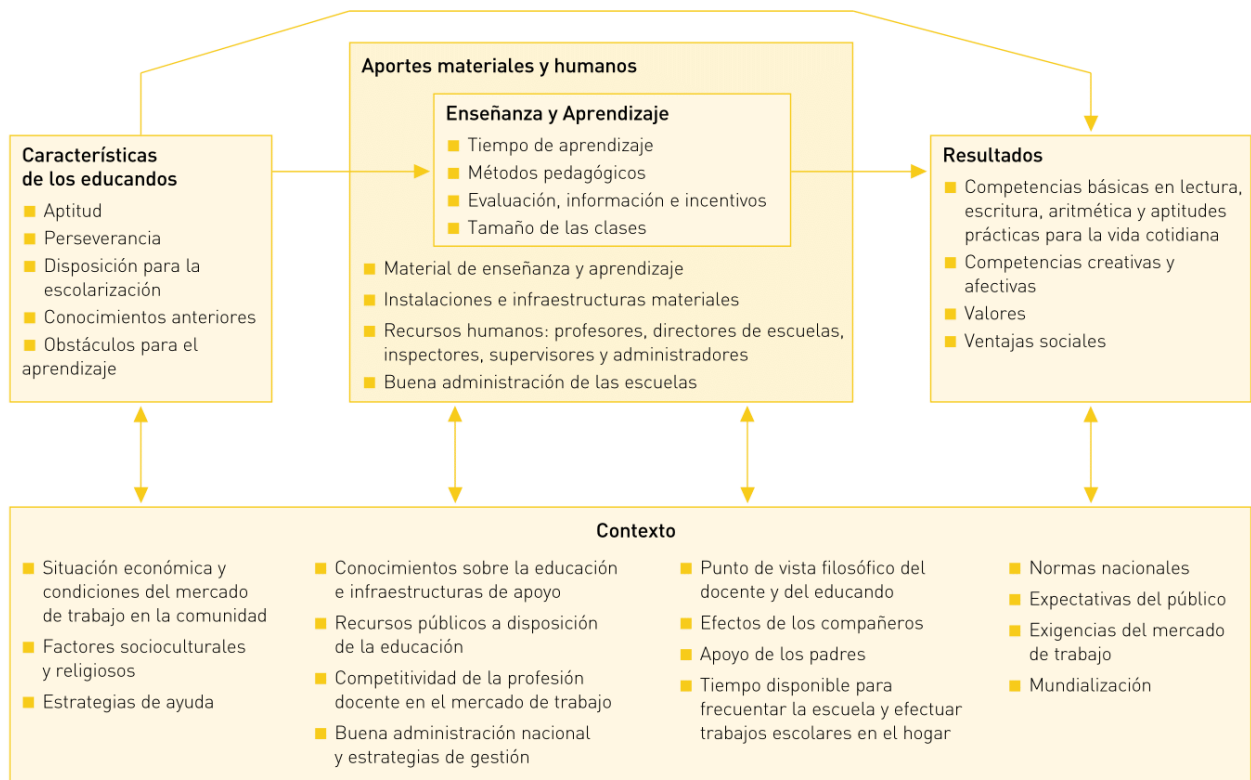 Aportes materiales y humanos
Enseñanza y Aprendizaje
■ Tiempo de aprendizaje
■ Métodos pedagógicos
■ Evaluación, información e incentivos
■ Tamaño de las clases
■ Material de enseñanza y aprendizaje
■ Instalaciones e infraestructuras materiales
■ Recursos humanos: profesores, directores de escuelas,
inspectores, supervisores y administradores
■ Buena administración de las escuelas
Características
de los educandos
■ Aptitud
■ Perseverancia
■ Disposición para la
escolarización
■ Conocimientos anteriores
■ Obstáculos para el
aprendizaje
Resultados
■ Competencias básicas en lectura,
escritura, aritmética y aptitudes
prácticas para la vida cotidiana
■ Competencias creativas y
afectivas
■ Valores
■ Ventajas sociales
Contexto
■ Situación económica y
condiciones del mercado
de trabajo en la comunidad
■ Factores socioculturales
y religiosos
■ Estrategias de ayuda
■ Conocimientos sobre la educación
e infraestructuras de apoyo
■ Recursos públicos a disposición
de la educación
■ Competitividad de la profesión
docente en el mercado de trabajo
■ Buena administración nacional
y estrategias de gestión
■ Punto de vista filosófico del
docente y del educando
■ Efectos de los compañeros
■ Apoyo de los padres
■ Tiempo disponible para
frecuentar la escuela y efectuar
trabajos escolares en el hogar
■ Normas nacionales
■ Expectativas del público
■ Exigencias del mercado
de trabajo
■ Mundialización